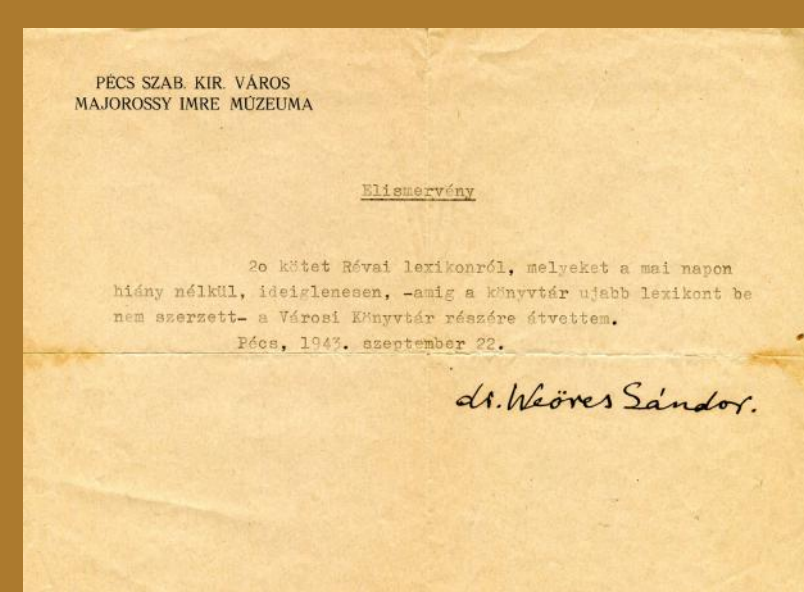 PÉCS SZAB. KIR. VÁROS
MAJOROSSY IMRE MÚZEUMA
Elismervény
2o kötet Révai lexikonról, melyeket a mai napon
hiány nélkül, ideiglenesen, -amig a könyvtár ujabb lexikont be
nem szerzett- a Városi Könyvtár részére átvettem.
Pécs, 1943. szeptember 22.
dr. Weöres Sándor.